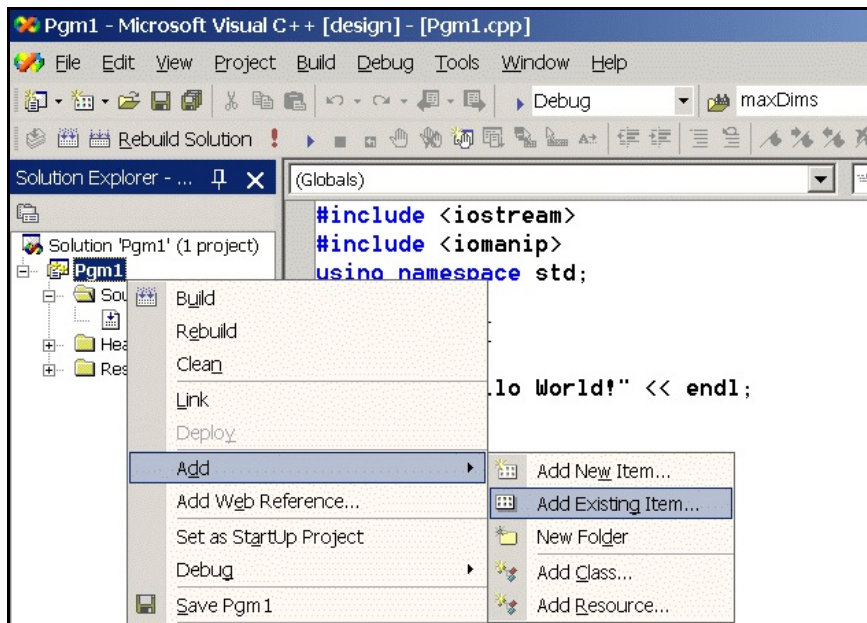 Pgm1 - Microsoft Visual C++ [design] - [Pgm1.cpp]
File Edit View Project Build Debug Tools Window Help
Debug maxDims
Rebuild Solution
Solution Explorer - ...
(Globals)
#include <iostream>
Solution 'Pgm1' (1 project)
#include <iomanip>
Pgm1
using namespace std;
Sou
Build
Rebuild
Hea
Res
Clean
lo World!" << endl;
Link
Deploy
Add
Add New Item...
Add Web Reference...
Add Existing Item...
Set as StartUp Project
New Folder
Debug
Add Class...
Save Pgm1
Add Resource...